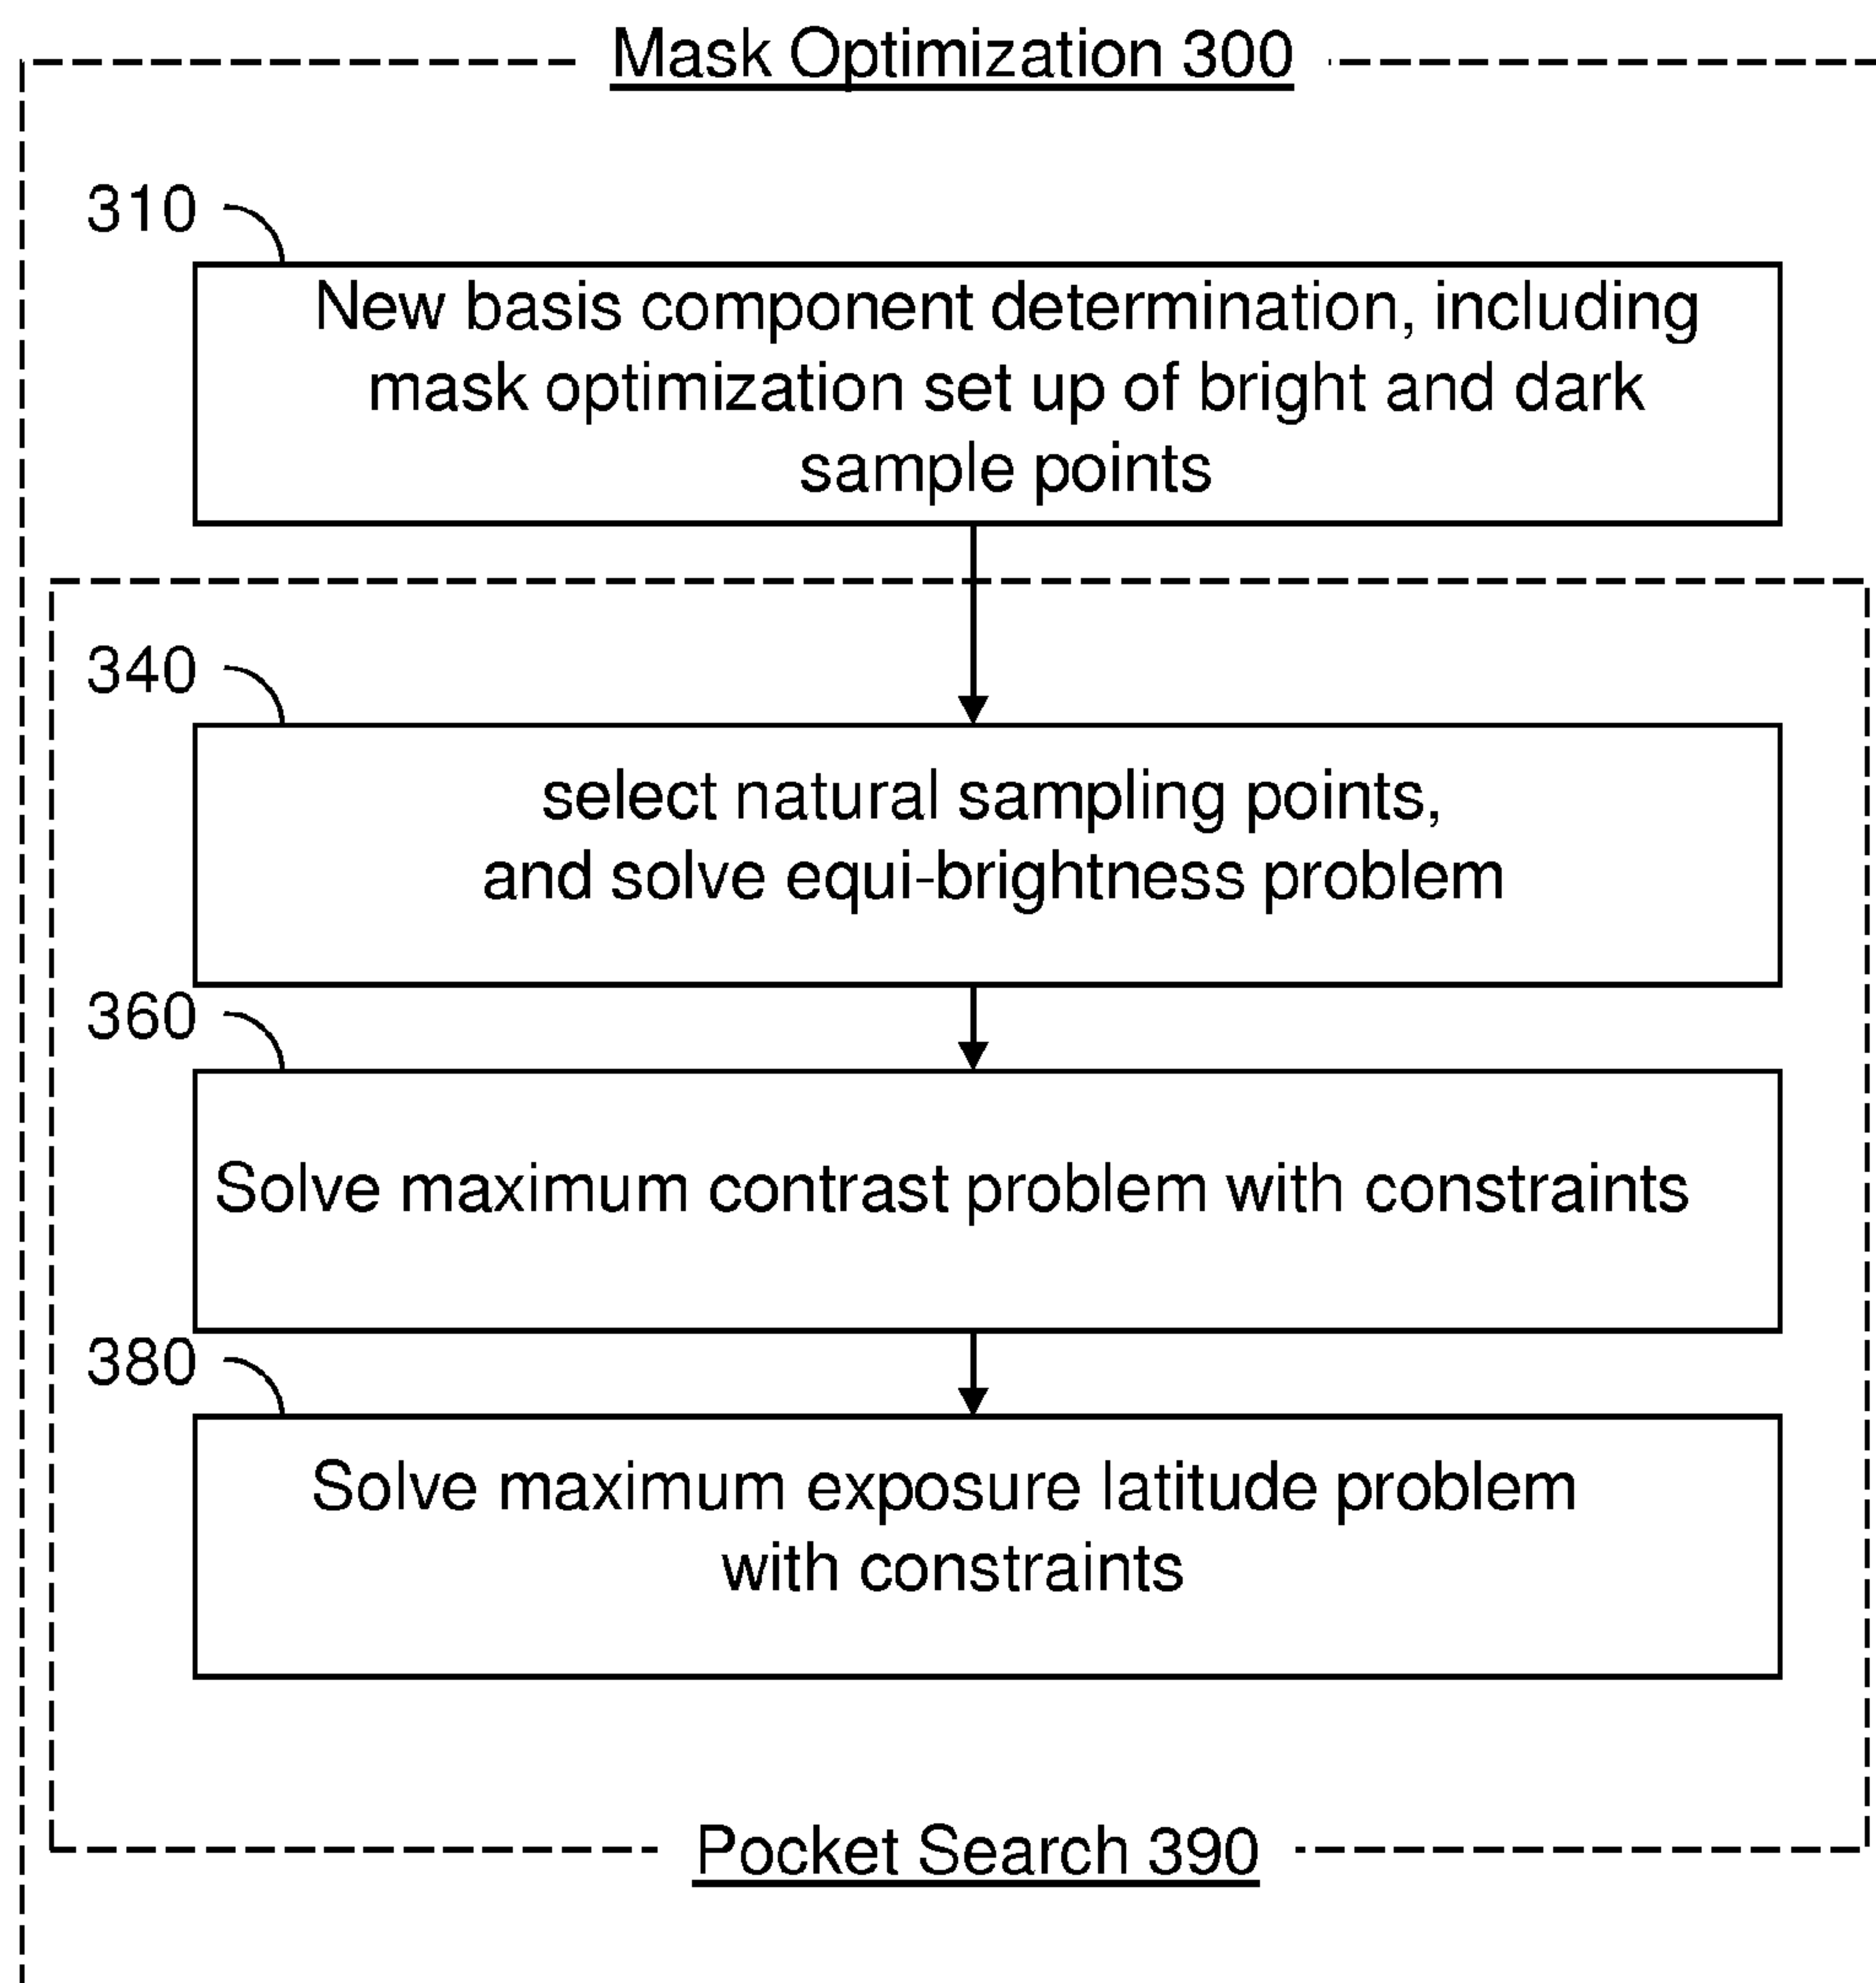 Mask Optimization 300
310
New basis component determination, including
mask optimization set up of bright and dark
sample points
340
select natural sampling points,
and solve equi-brightness problem
360
Solve maximum contrast problem with constraints
380
Solve maximum exposure latitude problem
with constraints
Pocket Search 390